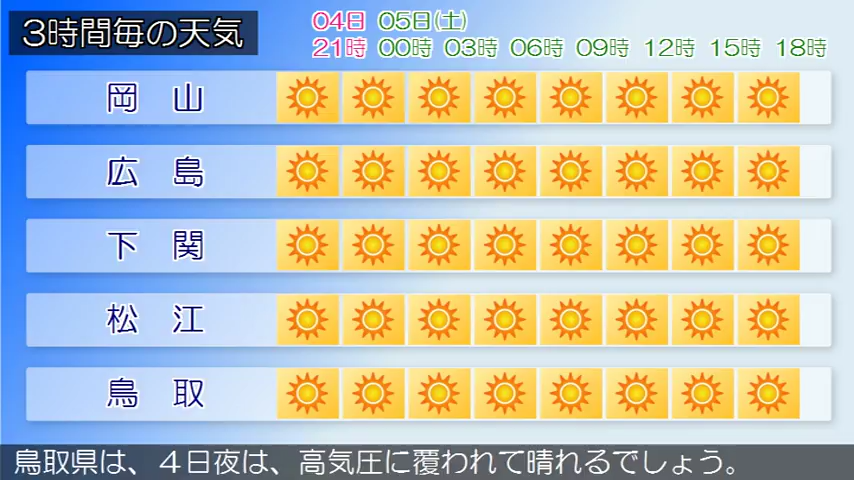 3時間毎の天気
04日 05日(土)
21時 00時 03時 06時 09時 12時 15時 18時
岡 山
広 島
下 関
松 江
鳥 取
鳥取県は、４日夜は、高気圧に覆われて晴れるでしょう。